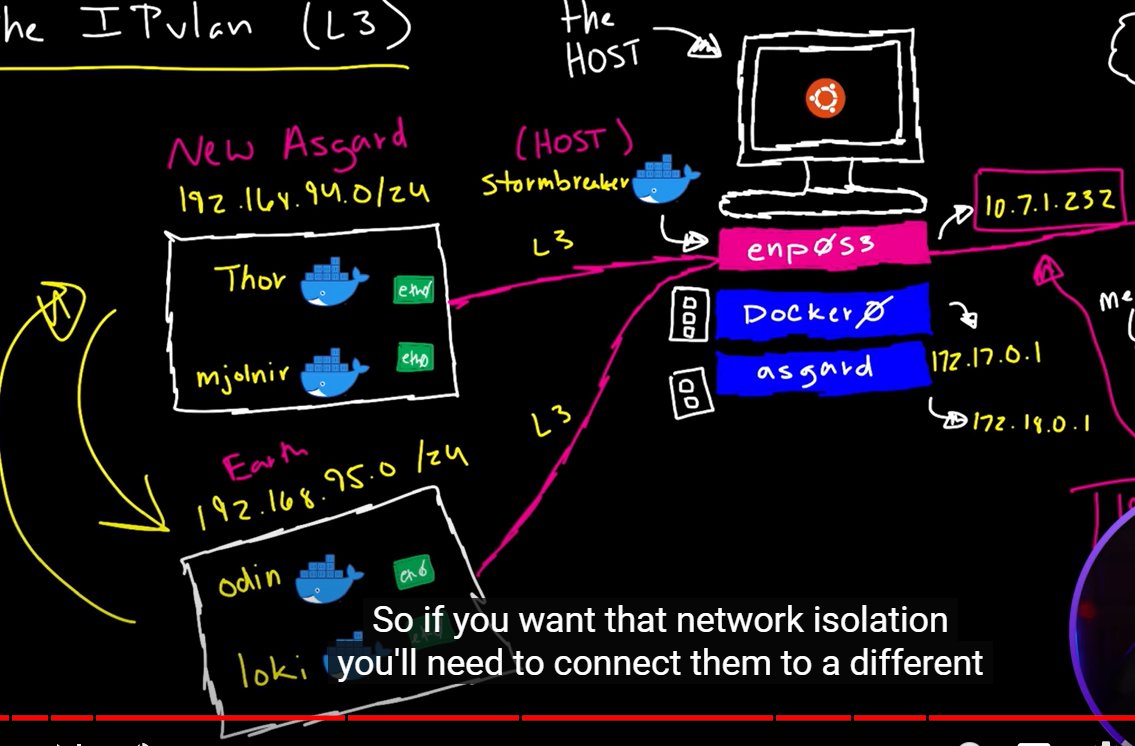 he IPvlan (L3)
the
HOST
New Asgard
192.168.94.0/24
(HOST)
stormbreaker
10.7.1.232
L3
enp0s3
Thor
eth0
Docker0
Me
172.17.0.1
mjolnir
eth0
asgard
172.18.0.1
L3
Earth
192.168.95.0/24
odin
loki
So if you want that network isolation
you'll need to connect them to a different